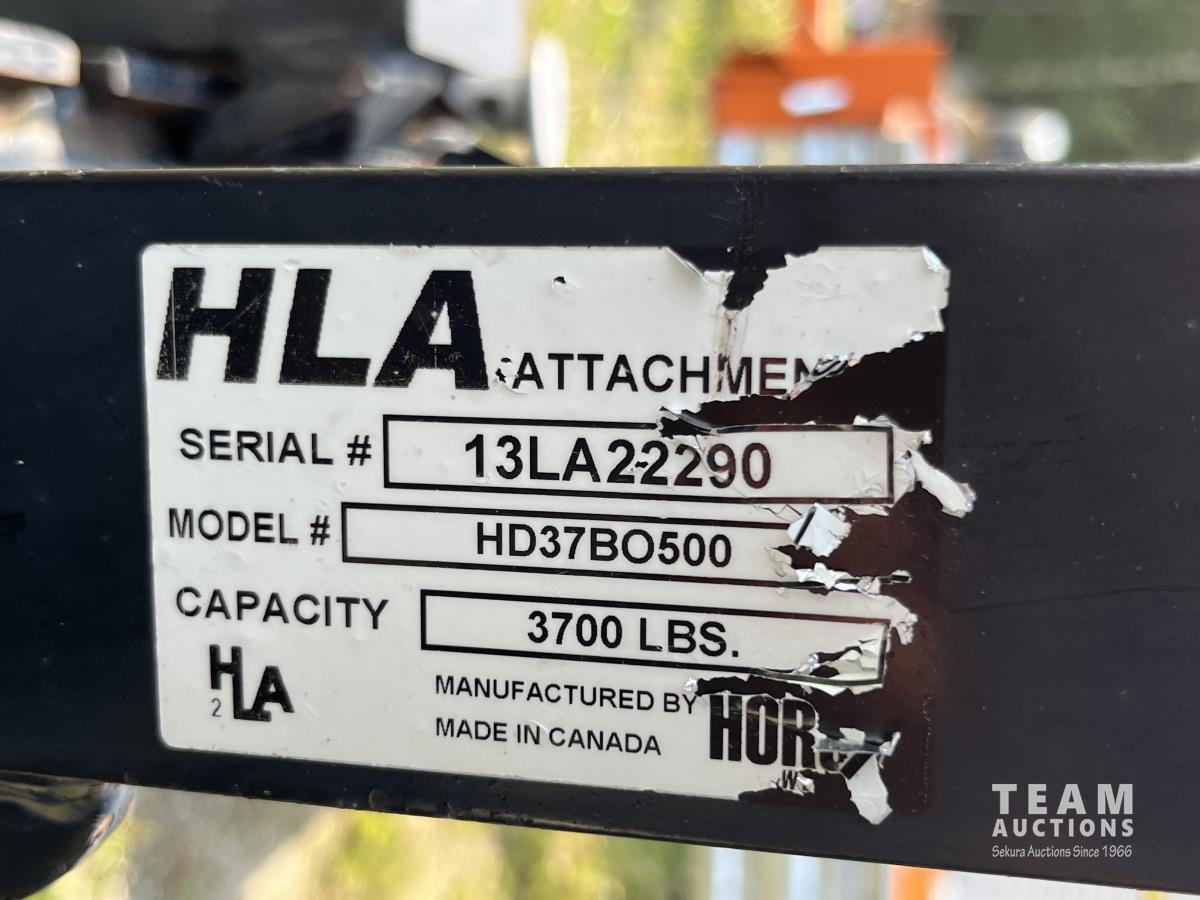 HLA ATTACHMEN
SERIAL # 13LA22290
MODEL # HD37BO500
CAPACITY 3700 LBS.
HLA
2
MANUFACTURED BY
MADE IN CANADA
TEAM
AUCTIONS
Sekura Auctions Since 1966